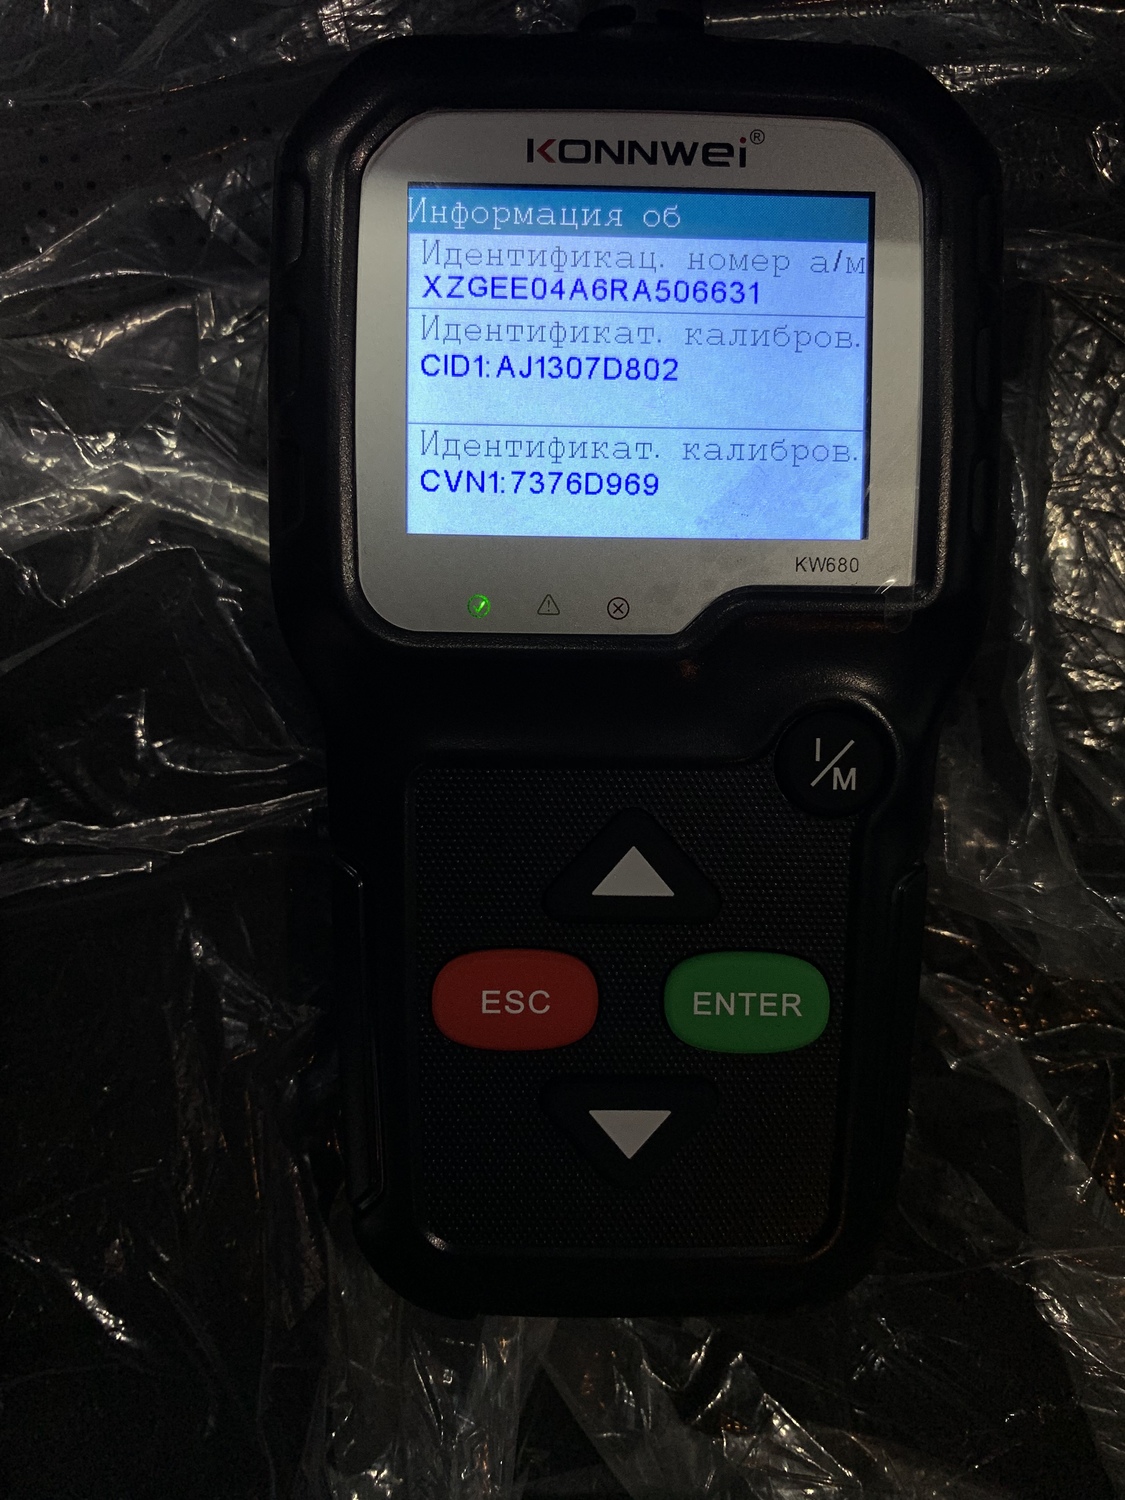 KONNWEI®
Информация об
Идентификац. номер а/м
XZGEE04A6RA506631
Идентификат. калибров.
CID1:AJ1307D802
Идентификат. калибров.
CVN1:7376D969
KW680
I/M
ESC
ENTER